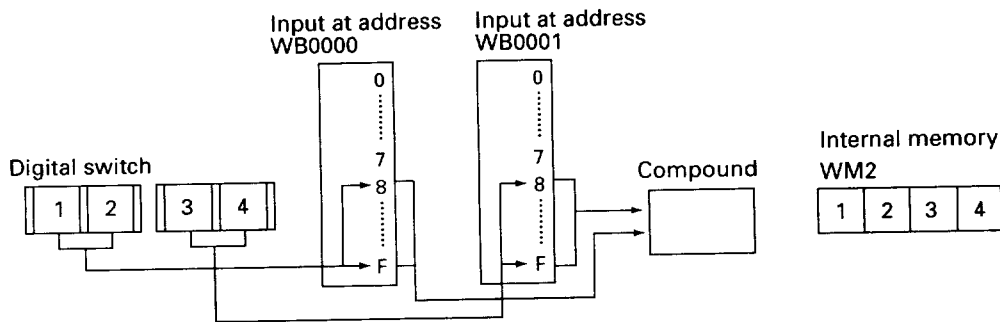 Input at address
WB0000
Input at address
WB0001
0
7
8
F
0
7
8
F
Digital switch
1 2 3 4
Compound
Internal memory
WM2
1 2 3 4